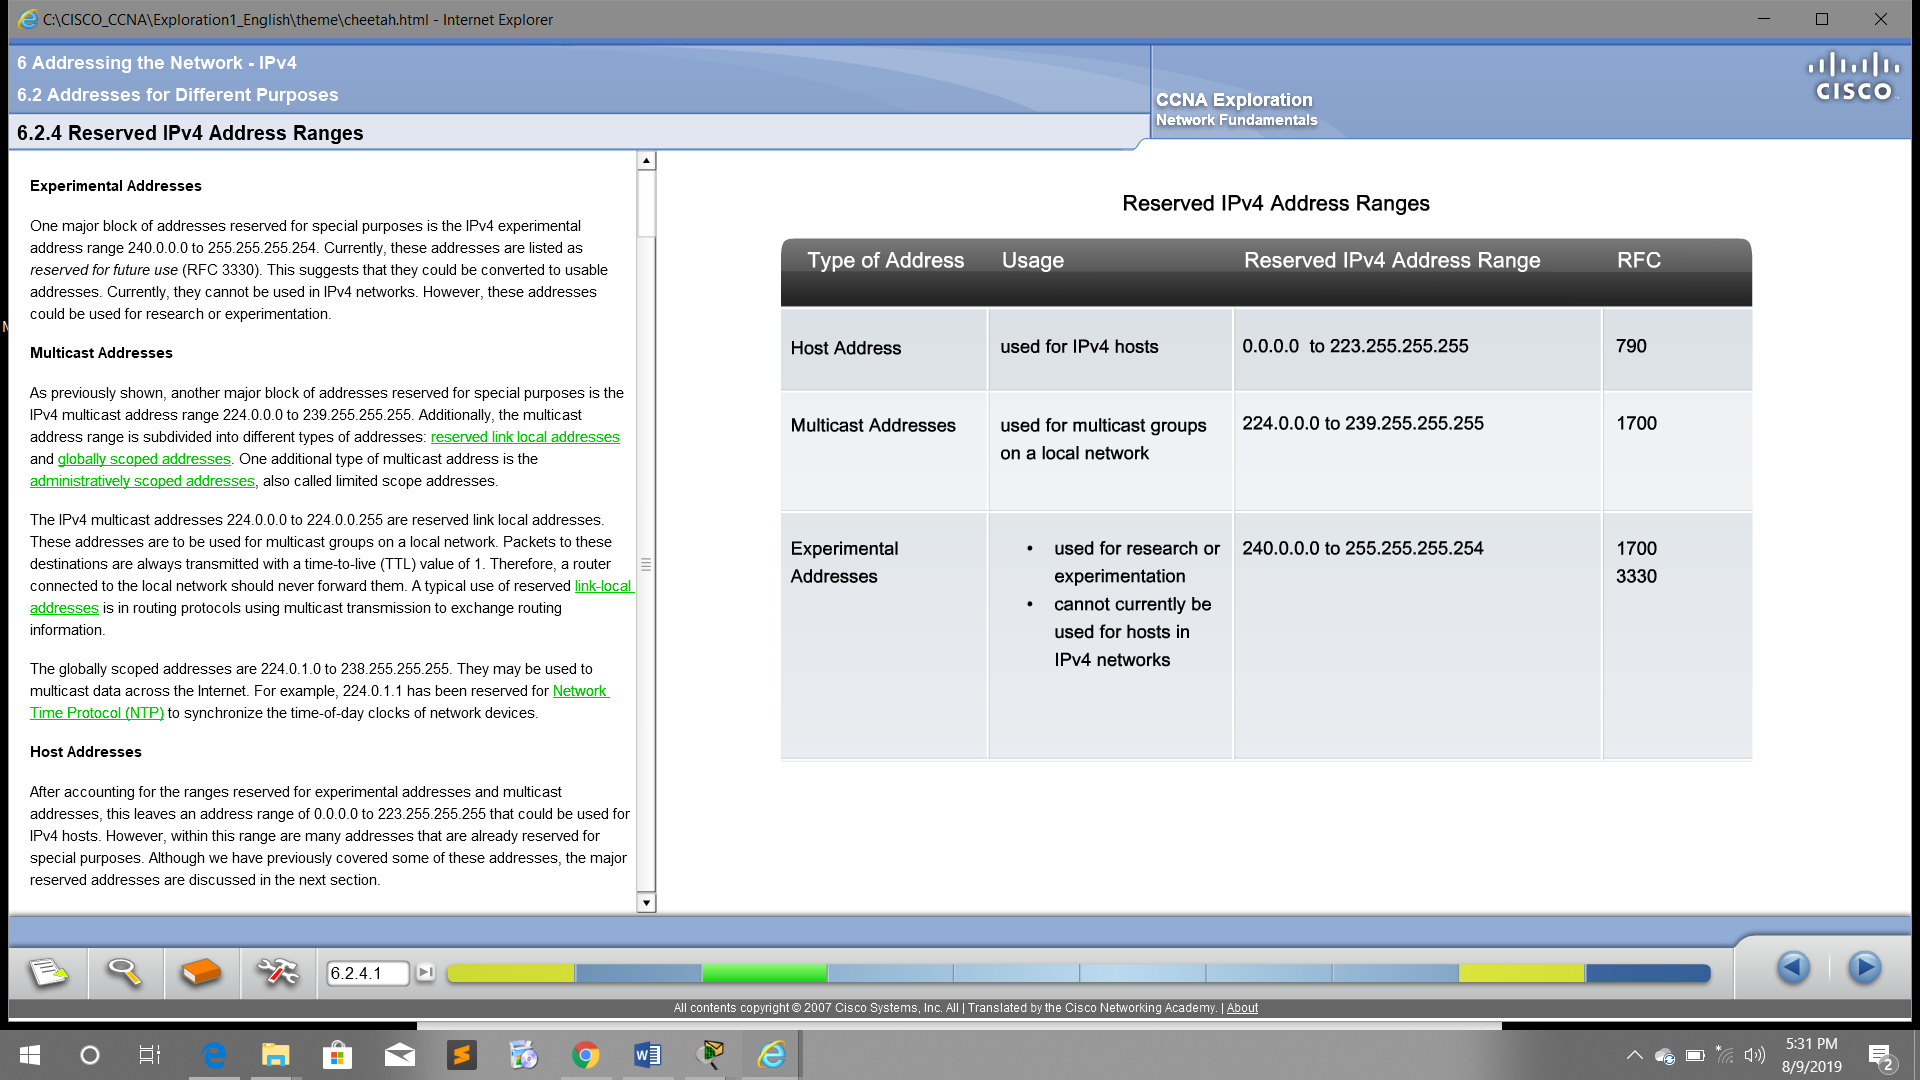 C:\CISCO_CCNA\Exploration1_English\theme\cheetah.html - Internet Explorer
6 Addressing the Network - IPv4
6.2 Addresses for Different Purposes
CCNA Exploration
Network Fundamentals
CISCO
6.2.4 Reserved IPv4 Address Ranges
Experimental Addresses
One major block of addresses reserved for special purposes is the IPv4 experimental
address range 240.0.0.0 to 255.255.255.254. Currently, these addresses are listed as
reserved for future use (RFC 3330). This suggests that they could be converted to usable
addresses. Currently, they cannot be used in IPv4 networks. However, these addresses
could be used for research or experimentation.
Multicast Addresses
As previously shown, another major block of addresses reserved for special purposes is the
IPv4 multicast address range 224.0.0.0 to 239.255.255.255. Additionally, the multicast
address range is subdivided into different types of addresses: reserved link local addresses
and globally scoped addresses. One additional type of multicast address is the
administratively scoped addresses, also called limited scope addresses.
The IPv4 multicast addresses 224.0.0.0 to 224.0.0.255 are reserved link local addresses.
These addresses are to be used for multicast groups on a local network. Packets to these
destinations are always transmitted with a time-to-live (TTL) value of 1. Therefore, a router
connected to the local network should never forward them. A typical use of reserved link-local
addresses is in routing protocols using multicast transmission to exchange routing
information.
The globally scoped addresses are 224.0.1.0 to 238.255.255.255. They may be used to
multicast data across the Internet. For example, 224.0.1.1 has been reserved for Network
Time Protocol (NTP) to synchronize the time-of-day clocks of network devices.
Host Addresses
After accounting for the ranges reserved for experimental addresses and multicast
addresses, this leaves an address range of 0.0.0.0 to 223.255.255.255 that could be used for
IPv4 hosts. However, within this range are many addresses that are already reserved for
special purposes. Although we have previously covered some of these addresses, the major
reserved addresses are discussed in the next section.
Reserved IPv4 Address Ranges
Type of Address Usage Reserved IPv4 Address Range RFC
Host Address used for IPv4 hosts 0.0.0.0 to 223.255.255.255 790
Multicast Addresses used for multicast groups 224.0.0.0 to 239.255.255.255 1700
on a local network
Experimental • used for research or 240.0.0.0 to 255.255.255.254 1700
Addresses experimentation 3330
• cannot currently be
used for hosts in
IPv4 networks
6.2.4.1
All contents copyright © 2007 Cisco Systems, Inc. All | Translated by the Cisco Networking Academy. | About
5:31 PM
8/9/2019
2